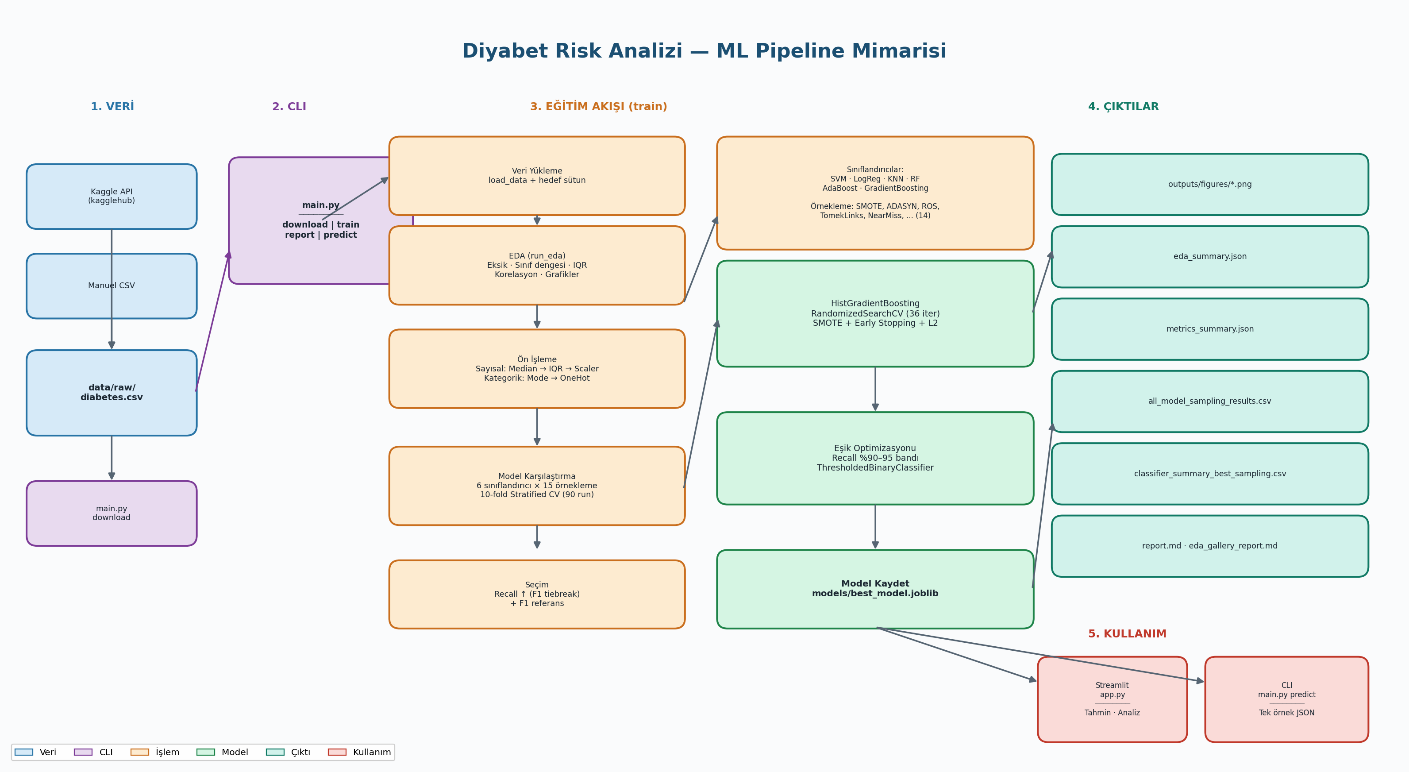 Diyabet Risk Analizi — ML Pipeline Mimarisi
1. VERİ
Kaggle API
(kagglehub)
Manuel CSV
data/raw/
diabetes.csv
main.py
download
2. CLI
main.py
download | train
report | predict
3. EĞİTİM AKIŞI (train)
Veri Yükleme
load_data + hedef sütun
EDA (run_eda)
Eksik · Sınıf dengesi · IQR
Korelasyon · Grafikler
Ön İşleme
Sayısal: Median → IQR → Scaler
Kategorik: Mode → OneHot
Model Karşılaştırma
6 sınıflandırıcı × 15 örnekleme
10-fold Stratified CV (90 run)
Seçim
Recall ↑ (F1 tiebreak)
+ F1 referans
Sınıflandırıcılar:
SVM · LogReg · KNN · RF
AdaBoost · GradientBoosting
Örnekleme: SMOTE, ADASYN, ROS,
TomekLinks, NearMiss, ... (14)
HistGradientBoosting
RandomizedSearchCV (36 iter)
SMOTE + Early Stopping + L2
Eşik Optimizasyonu
Recall %90–95 bandı
ThresholdedBinaryClassifier
Model Kaydet
models/best_model.joblib
4. ÇIKTILAR
outputs/figures/*.png
eda_summary.json
metrics_summary.json
all_model_sampling_results.csv
classifier_summary_best_sampling.csv
report.md · eda_gallery_report.md
5. KULLANIM
Streamlit
app.py
Tahmin · Analiz
CLI
main.py predict
Tek örnek JSON
Veri
CLI
İşlem
Model
Çıktı
Kullanım